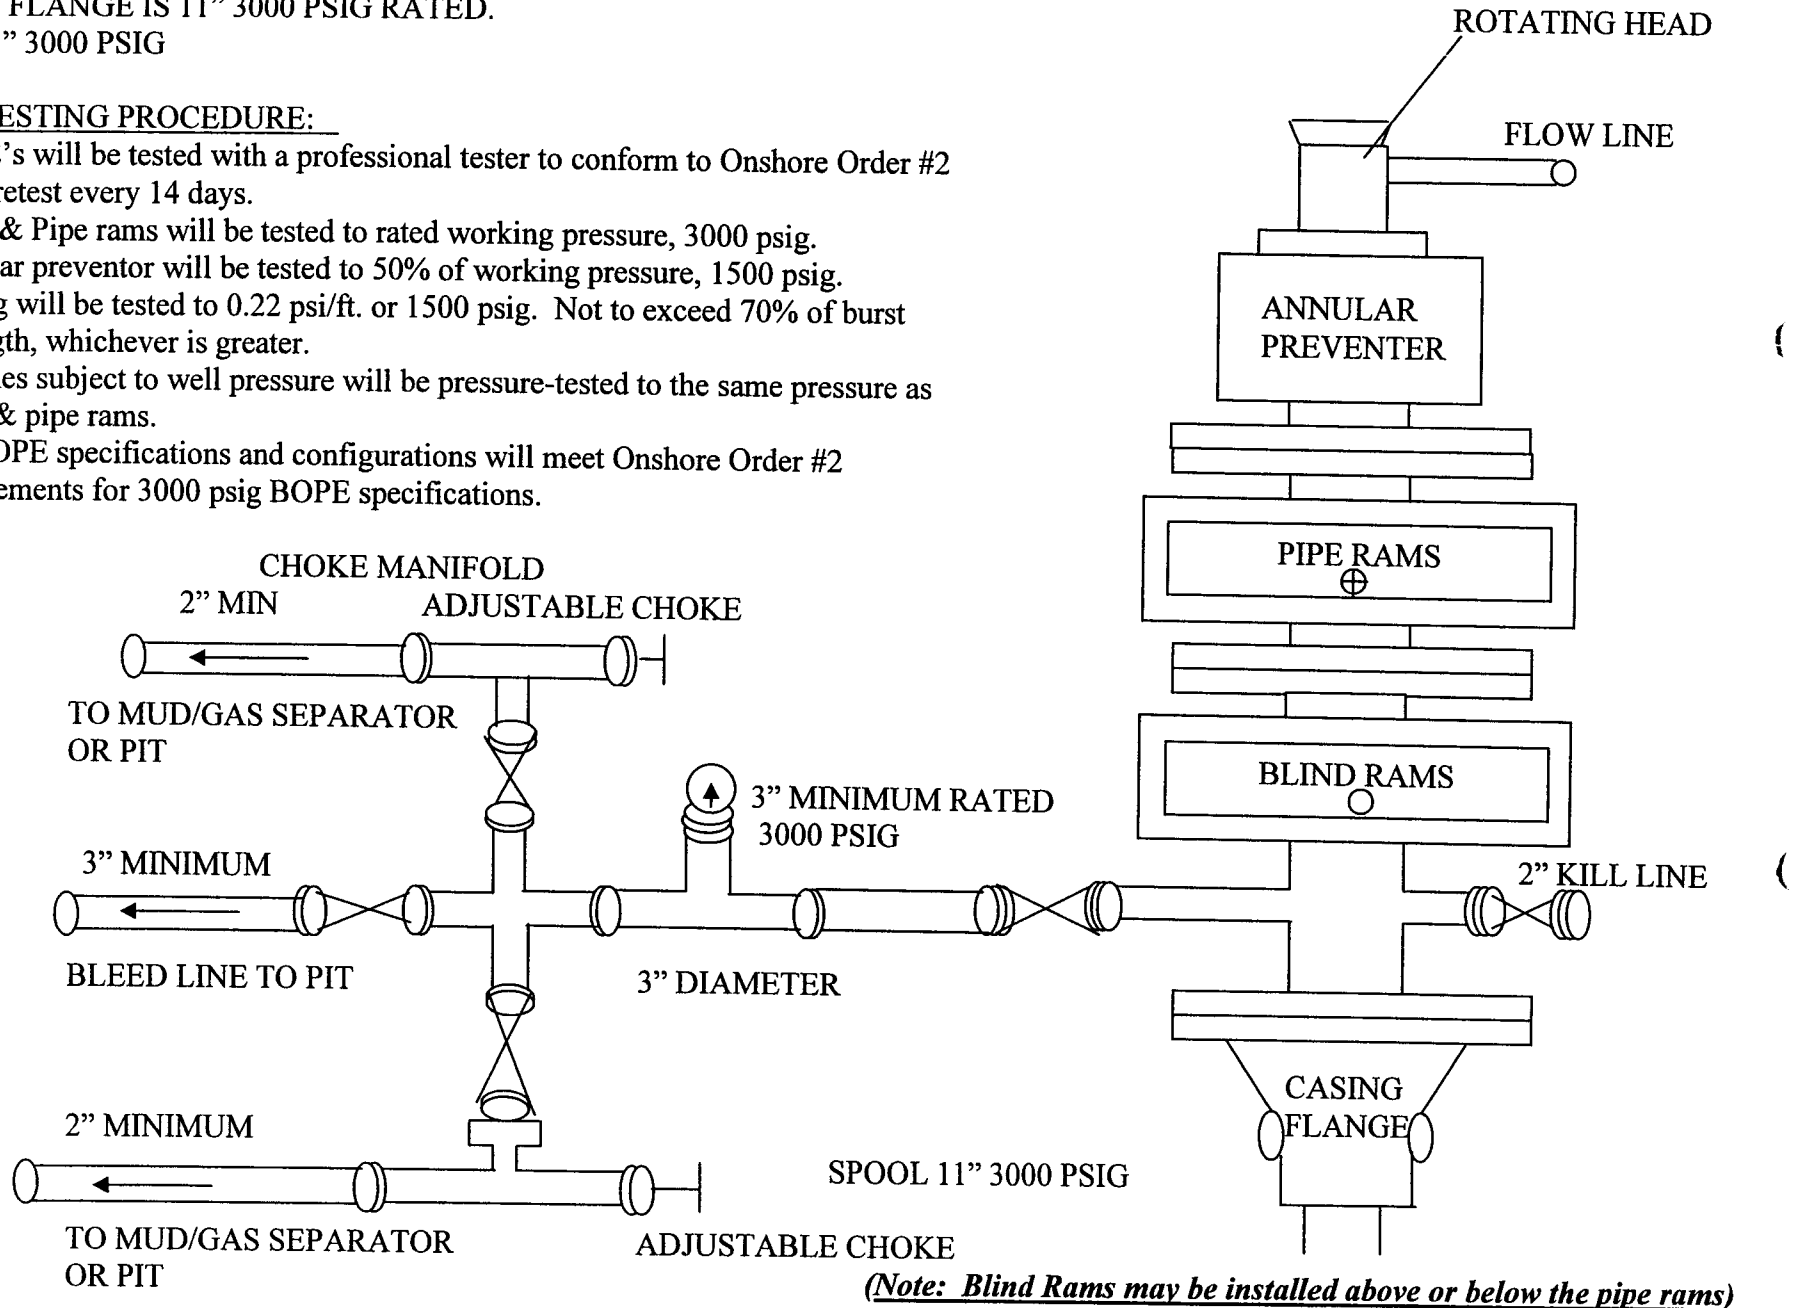 FLANGE IS 11” 3000 PSIG RATED.
” 3000 PSIG
ESTING PROCEDURE:
’s will be tested with a professional tester to conform to Onshore Order #2
retest every 14 days.
& Pipe rams will be tested to rated working pressure, 3000 psig.
ar preventor will be tested to 50% of working pressure, 1500 psig.
g will be tested to 0.22 psi/ft. or 1500 psig. Not to exceed 70% of burst
gth, whichever is greater.
es subject to well pressure will be pressure-tested to the same pressure as
& pipe rams.
OPE specifications and configurations will meet Onshore Order #2
ements for 3000 psig BOPE specifications.
ROTATING HEAD
FLOW LINE
ANNULAR
PREVENTER
PIPE RAMS
BLIND RAMS
2” KILL LINE
CASING
FLANGE
CHOKE MANIFOLD
2” MIN
ADJUSTABLE CHOKE
TO MUD/GAS SEPARATOR
OR PIT
3” MINIMUM RATED
3000 PSIG
3” MINIMUM
BLEED LINE TO PIT
3” DIAMETER
2” MINIMUM
SPOOL 11” 3000 PSIG
TO MUD/GAS SEPARATOR
OR PIT
ADJUSTABLE CHOKE
(Note: Blind Rams may be installed above or below the pipe rams)